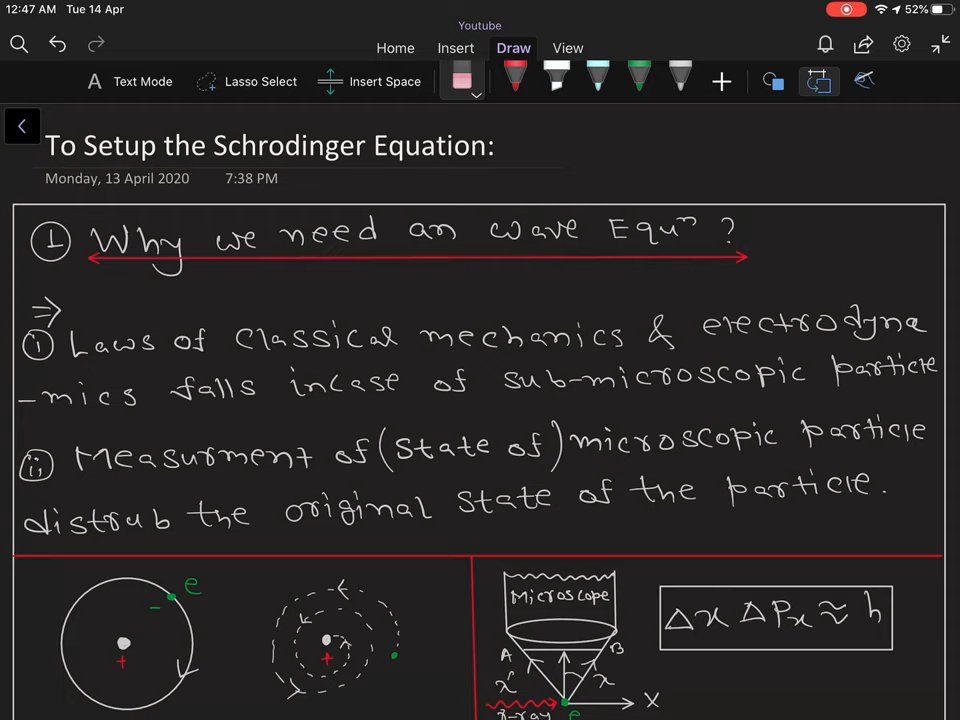 12:47 AM Tue 14 Apr
52%
Youtube
Home Insert Draw View
A Text Mode Lasso Select Insert Space
To Setup the Schrodinger Equation:
Monday, 13 April 2020 7:38 PM
① Why we need an wave Equⁿ ?
⇒
ⓘ Laws of classical mechanics & electrodyna
-mics falls incase of sub-microscopic particle
ⓘⓘ Measurment of (state of) microscopic particle
distrub the original state of the particle.
e
-
+
+
Microscope
Δx ΔPx ≈ h
A B
x' x
x-ray e X